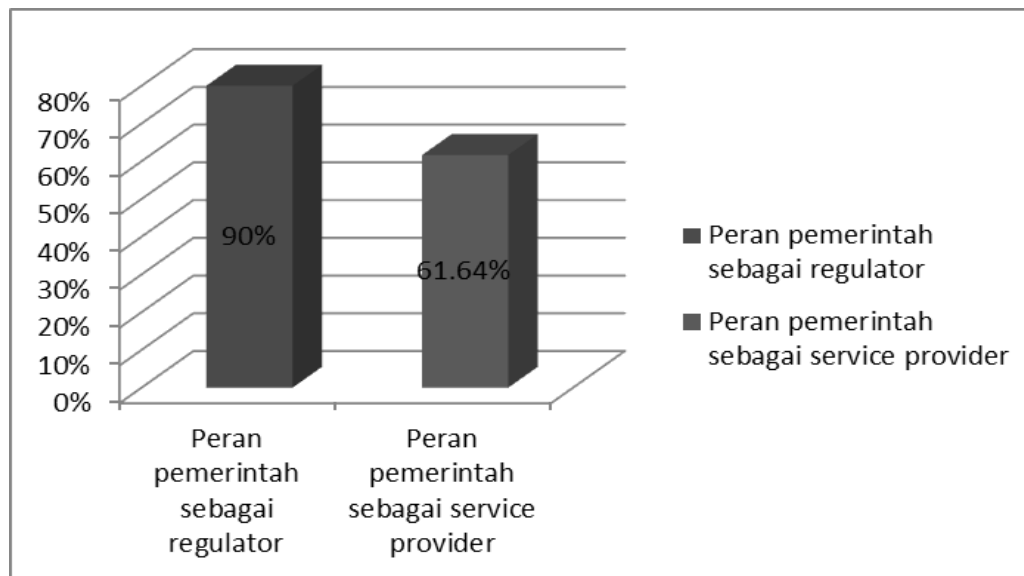 80%
70%
60%
50%
40%
30%
20%
10%
0%
90%
61.64%
Peran
pemerintah
sebagai
regulator
Peran
pemerintah
sebagai service
provider
Peran pemerintah
sebagai regulator
Peran pemerintah
sebagai service provider